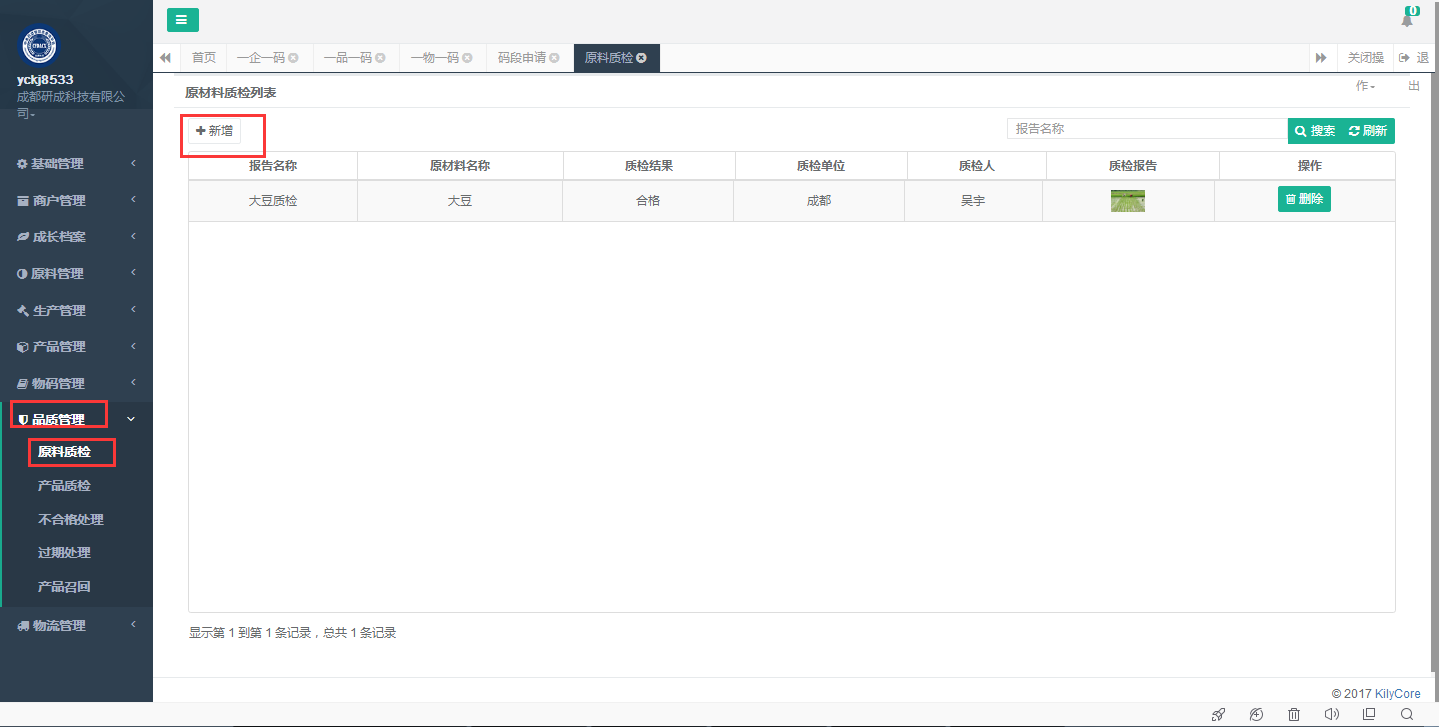 0
yckj8533
成都研成科技有限公
司
首页 一企一码 一品一码 一物一码 码段申请 原料质检 关闭操 退
作 出
基础管理
商户管理
成长档案
原料管理
生产管理
产品管理
物码管理
品质管理
原料质检
产品质检
不合格处理
过期处理
产品召回
物流管理
原材料质检列表
新增 报告名称 搜索 刷新
报告名称 原材料名称 质检结果 质检单位 质检人 质检报告 操作
大豆质检 大豆 合格 成都 吴宇 删除
显示第 1 到第 1 条记录，总共 1 条记录
© 2017 KilyCore